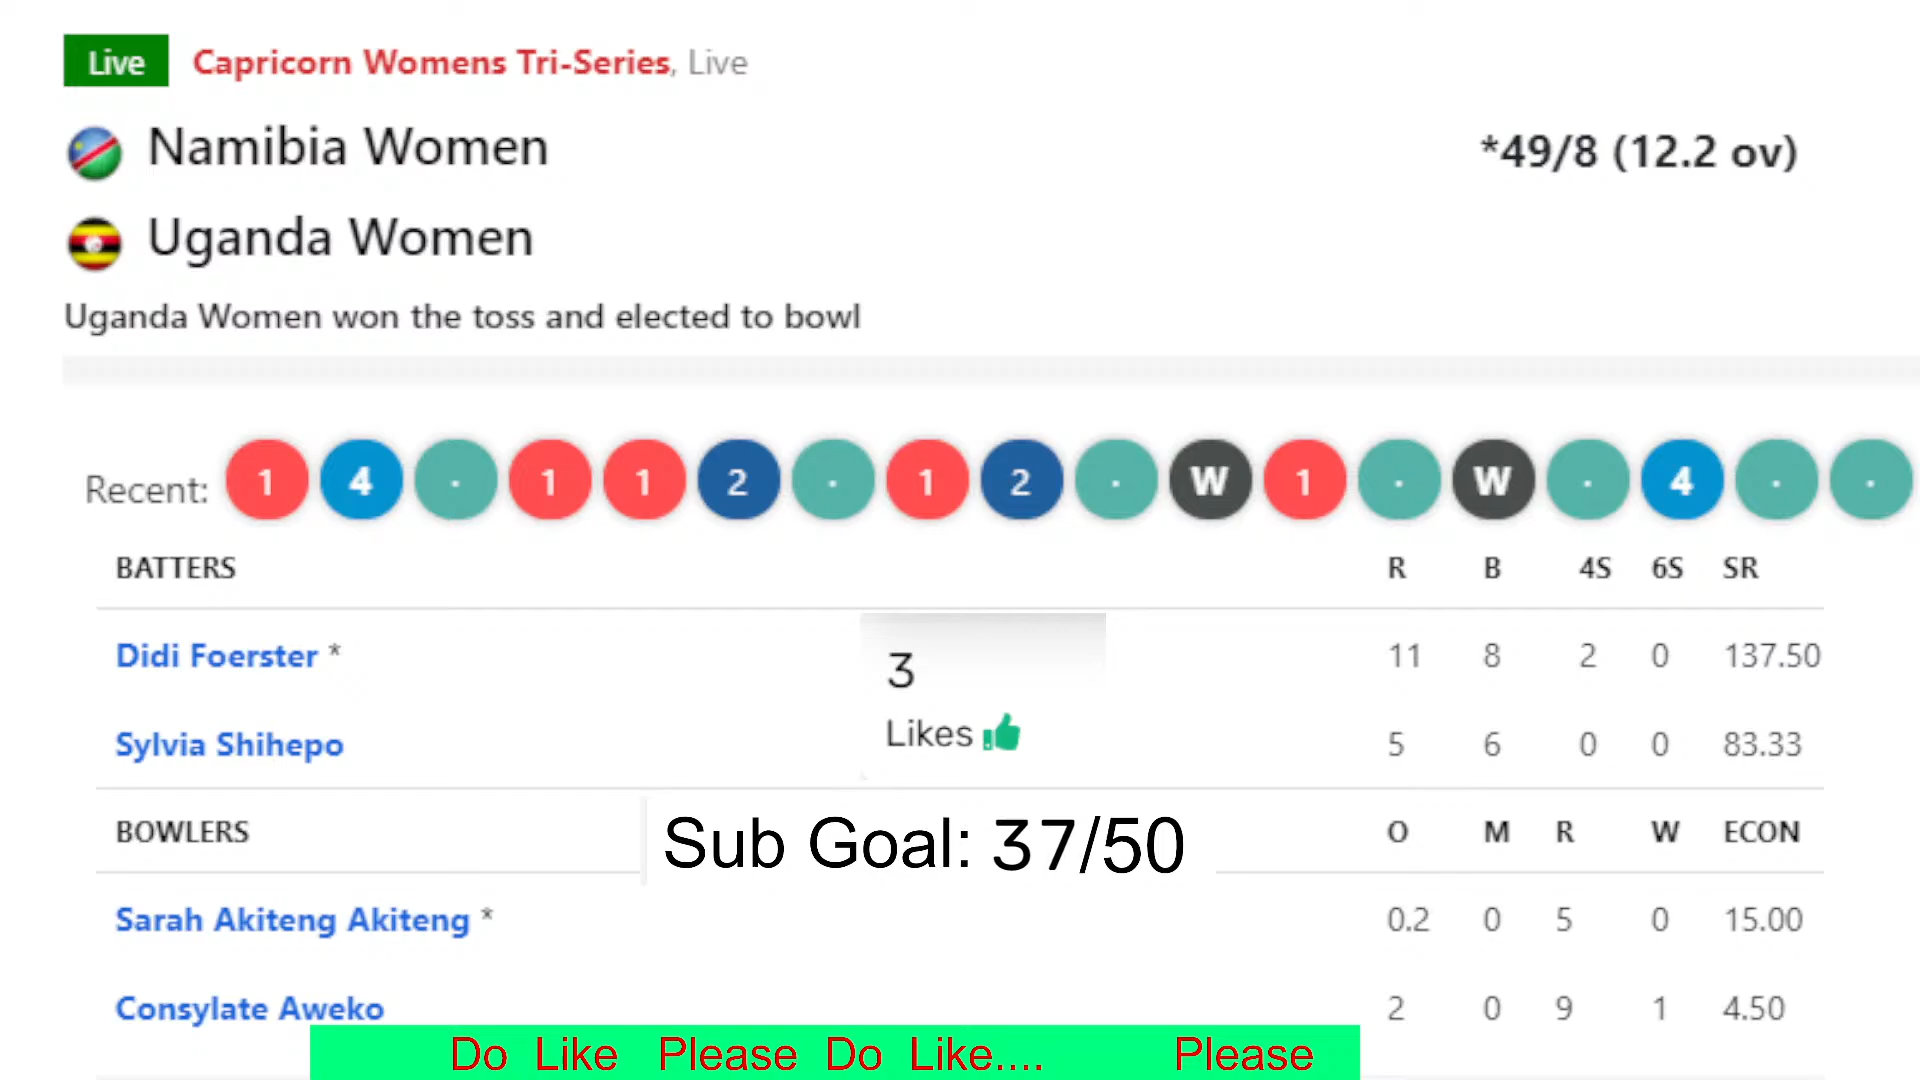 Live Capricorn Womens Tri-Series, Live
Namibia Women *49/8 (12.2 ov)
Uganda Women
Uganda Women won the toss and elected to bowl
Recent: 1 4 . 1 1 2 . 1 2 . W 1 . W . 4 . .
BATTERS R B 4S 6S SR
Didi Foerster * 11 8 2 0 137.50
3
Likes
Sylvia Shihepo 5 6 0 0 83.33
BOWLERS O M R W ECON
Sub Goal: 37/50
Sarah Akiteng Akiteng * 0.2 0 5 0 15.00
Consylate Aweko 2 0 9 1 4.50
Do Like Please Do Like.... Please